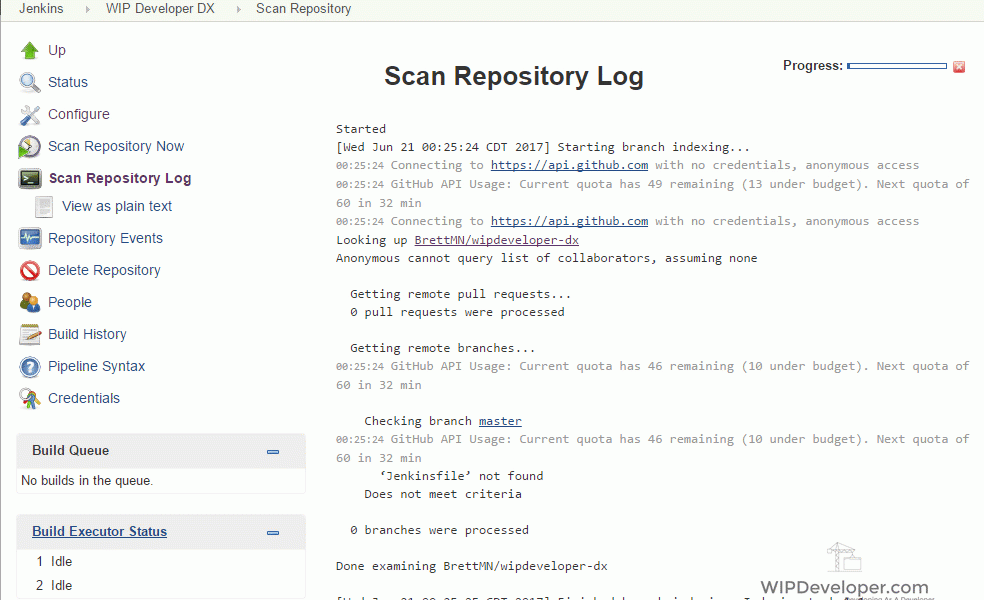 Jenkins WIP Developer DX Scan Repository
Up
Status
Configure
Scan Repository Now
Scan Repository Log
View as plain text
Repository Events
Delete Repository
People
Build History
Pipeline Syntax
Credentials
Build Queue
No builds in the queue.
Build Executor Status
1 Idle
2 Idle
Scan Repository Log
Progress:
Started
[Wed Jun 21 00:25:24 CDT 2017] Starting branch indexing...
00:25:24 Connecting to https://api.github.com with no credentials, anonymous access
00:25:24 GitHub API Usage: Current quota has 49 remaining (13 under budget). Next quota of
60 in 32 min
00:25:24 Connecting to https://api.github.com with no credentials, anonymous access
Looking up BrettMN/wipdeveloper-dx
Anonymous cannot query list of collaborators, assuming none
Getting remote pull requests...
0 pull requests were processed
Getting remote branches...
00:25:24 GitHub API Usage: Current quota has 46 remaining (10 under budget). Next quota of
60 in 32 min
Checking branch master
00:25:24 GitHub API Usage: Current quota has 46 remaining (10 under budget). Next quota of
60 in 32 min
‘Jenkinsfile’ not found
Does not meet criteria
0 branches were processed
Done examining BrettMN/wipdeveloper-dx
WIPDeveloper.com